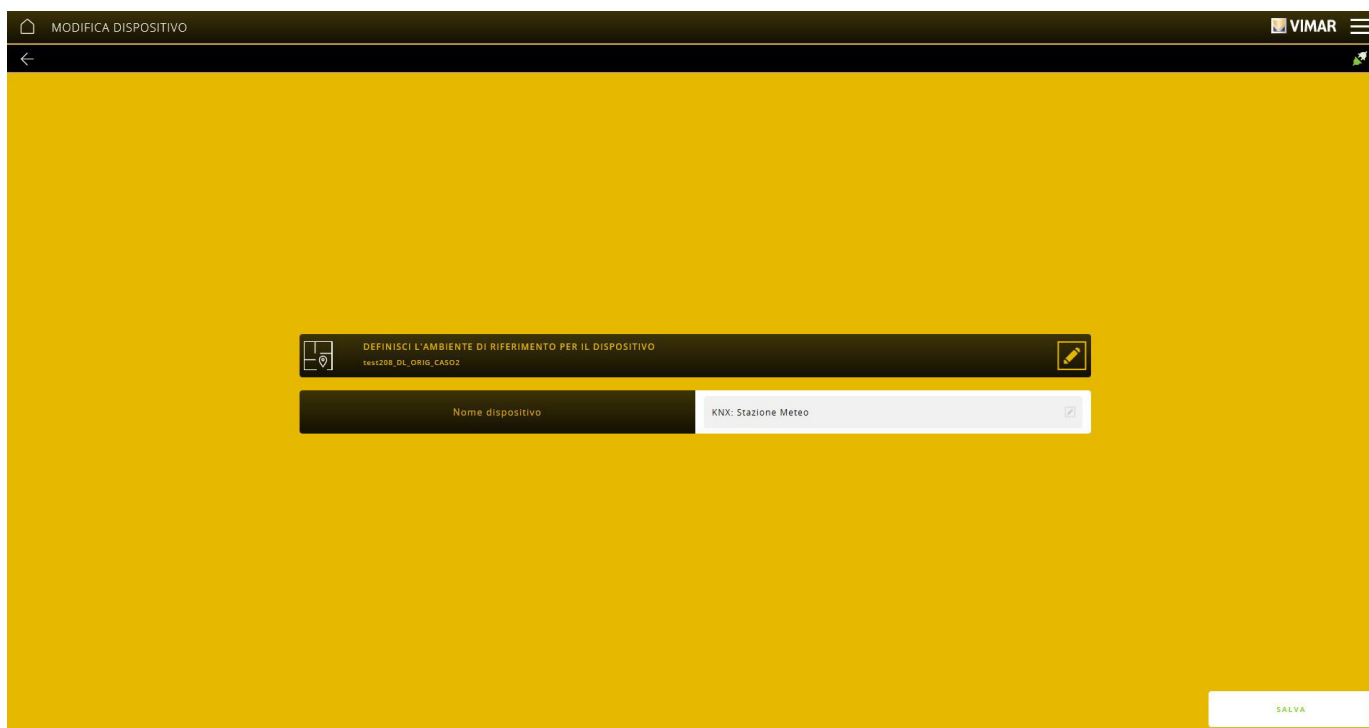 MODIFICA DISPOSITIVO
VIMAR
DEFINISCI L'AMBIENTE DI RIFERIMENTO PER IL DISPOSITIVO
test208_DL_ORIG_CASO2
Nome dispositivo
KNX: Stazione Meteo
SALVA